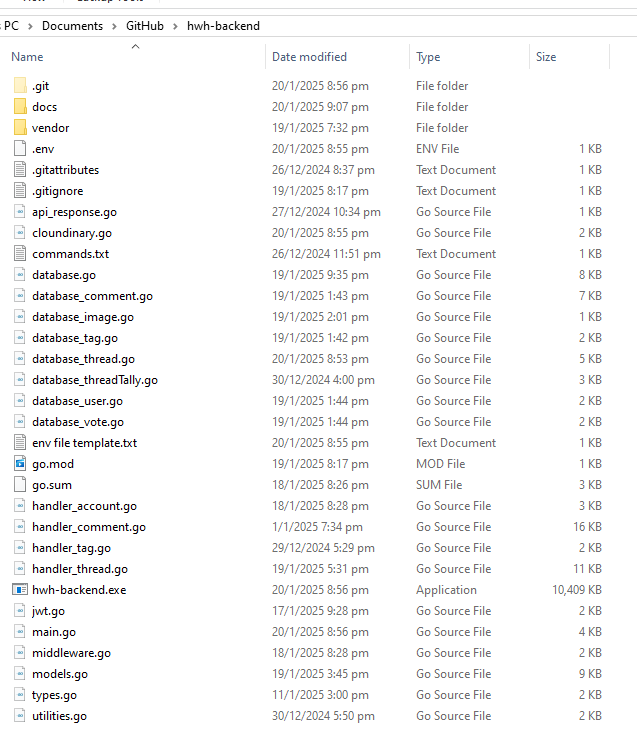 PC > Documents > GitHub > hwh-backend
Name Date modified Type Size
.git 20/1/2025 8:56 pm File folder
docs 20/1/2025 9:07 pm File folder
vendor 19/1/2025 7:32 pm File folder
.env 20/1/2025 8:55 pm ENV File 1 KB
.gitattributes 26/12/2024 8:37 pm Text Document 1 KB
.gitignore 19/1/2025 8:17 pm Text Document 1 KB
api_response.go 27/12/2024 10:34 pm Go Source File 1 KB
cloundinary.go 20/1/2025 8:55 pm Go Source File 2 KB
commands.txt 26/12/2024 11:51 pm Text Document 1 KB
database.go 19/1/2025 9:35 pm Go Source File 8 KB
database_comment.go 19/1/2025 1:43 pm Go Source File 7 KB
database_image.go 19/1/2025 2:01 pm Go Source File 1 KB
database_tag.go 19/1/2025 1:42 pm Go Source File 2 KB
database_thread.go 20/1/2025 8:53 pm Go Source File 5 KB
database_threadTally.go 30/12/2024 4:00 pm Go Source File 3 KB
database_user.go 19/1/2025 1:44 pm Go Source File 2 KB
database_vote.go 19/1/2025 1:44 pm Go Source File 2 KB
env file template.txt 20/1/2025 8:55 pm Text Document 1 KB
go.mod 19/1/2025 8:17 pm MOD File 1 KB
go.sum 18/1/2025 8:26 pm SUM File 3 KB
handler_account.go 18/1/2025 8:28 pm Go Source File 3 KB
handler_comment.go 1/1/2025 7:34 pm Go Source File 16 KB
handler_tag.go 29/12/2024 5:29 pm Go Source File 2 KB
handler_thread.go 19/1/2025 5:31 pm Go Source File 11 KB
hwh-backend.exe 20/1/2025 8:56 pm Application 10,409 KB
jwt.go 17/1/2025 9:28 pm Go Source File 2 KB
main.go 20/1/2025 8:56 pm Go Source File 4 KB
middleware.go 18/1/2025 8:28 pm Go Source File 2 KB
models.go 19/1/2025 3:45 pm Go Source File 9 KB
types.go 11/1/2025 3:00 pm Go Source File 2 KB
utilities.go 30/12/2024 5:50 pm Go Source File 2 KB